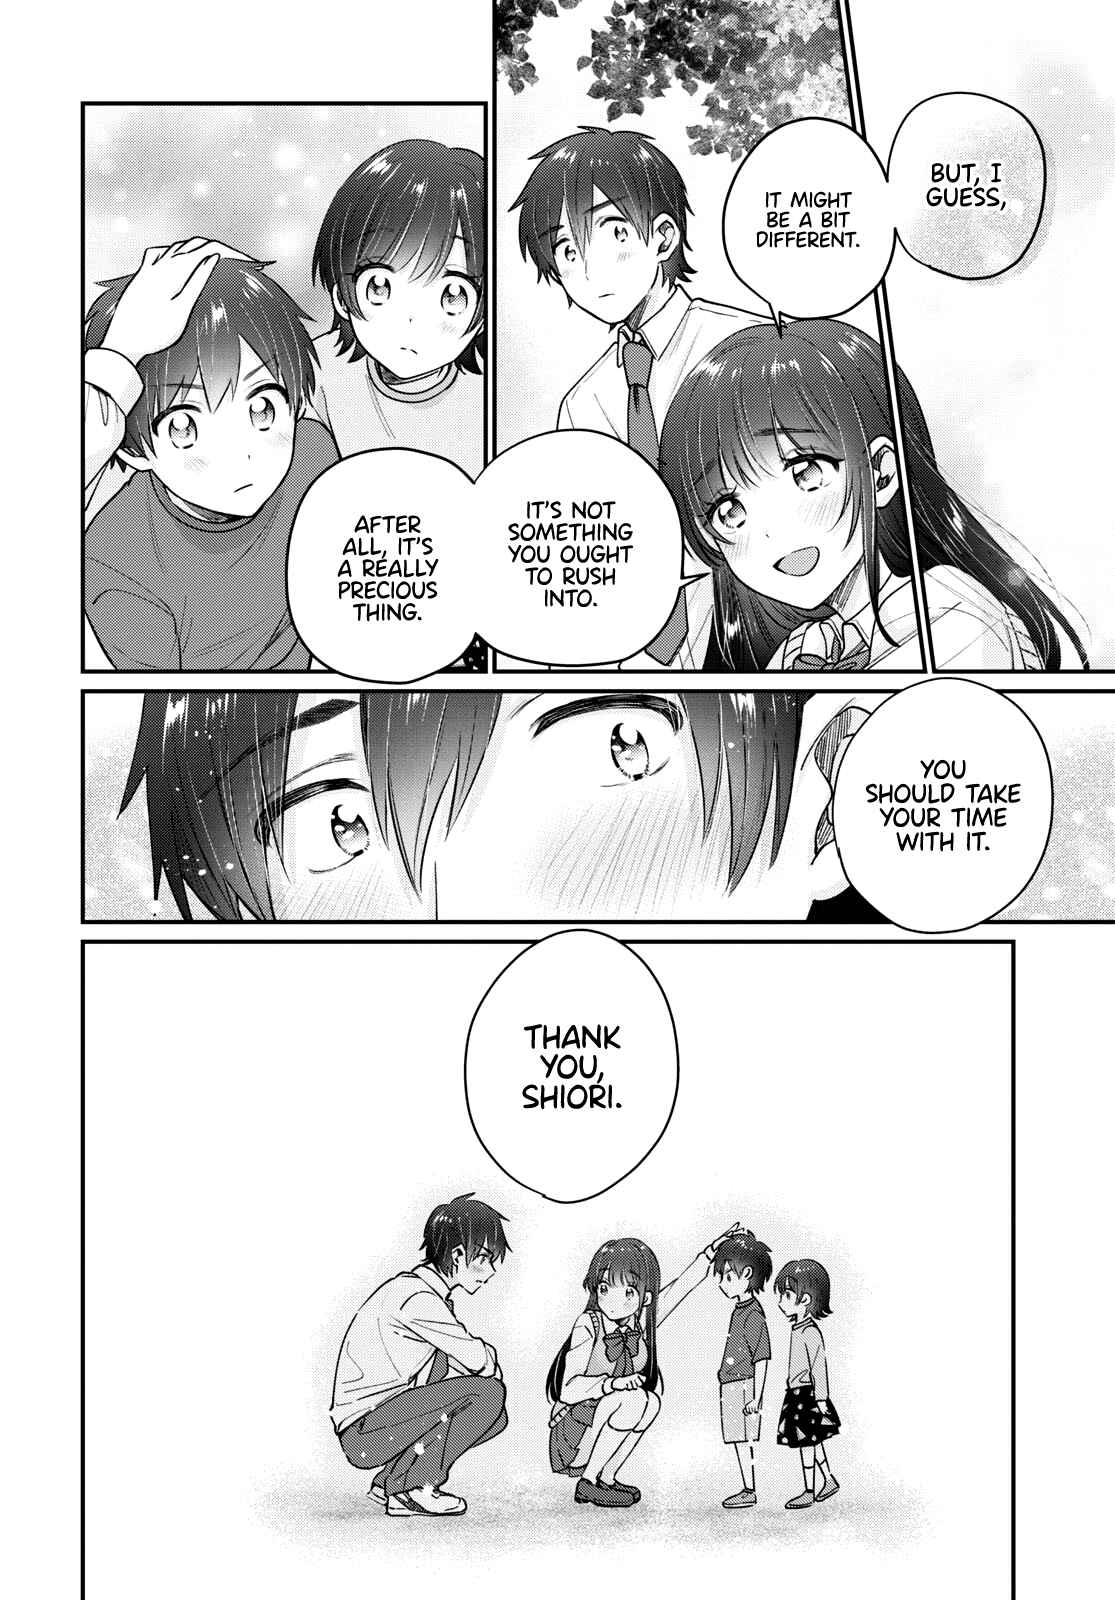 BUT, I
GUESS,
IT MIGHT
BE A BIT
DIFFERENT.
IT'S NOT
SOMETHING
YOU OUGHT
TO RUSH
INTO.
AFTER
ALL, IT'S
A REALLY
PRECIOUS
THING.
YOU
SHOULD TAKE
YOUR TIME
WITH IT.
THANK
YOU,
SHIORI.